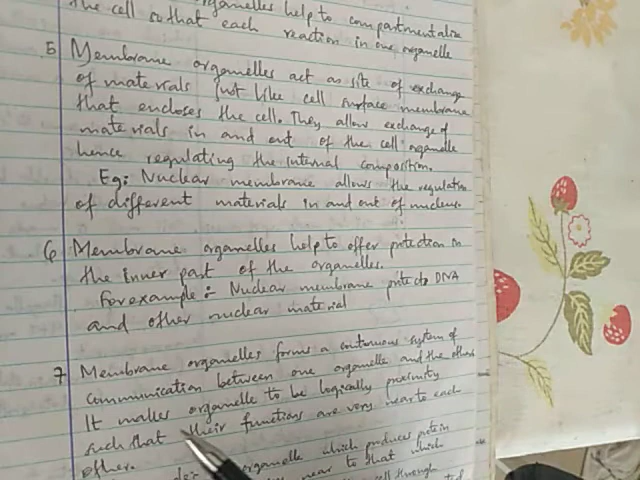 organelles help to compartmentalise
the cell so that each reaction in one organelle
5 Membrane organelles act as site of exchange
of materials just like cell surface membrane
that encloses the cell. They allow exchange of
materials in and out of the cell organelle
hence regulating the internal composition.
Eg: Nuclear membrane allows the regulation
of different materials in and out of nucleus.
6 Membrane organelles help to offer protection in
the inner part of the organelles.
For example: Nuclear membrane protects DNA
and other nuclear material
7 Membrane organelles forms a continuous system of
communication between one organelle and the other
It makes organelle to be logically proximity
such that their functions are very near to each
other.
organelle which produces protein
near to that which
cell through